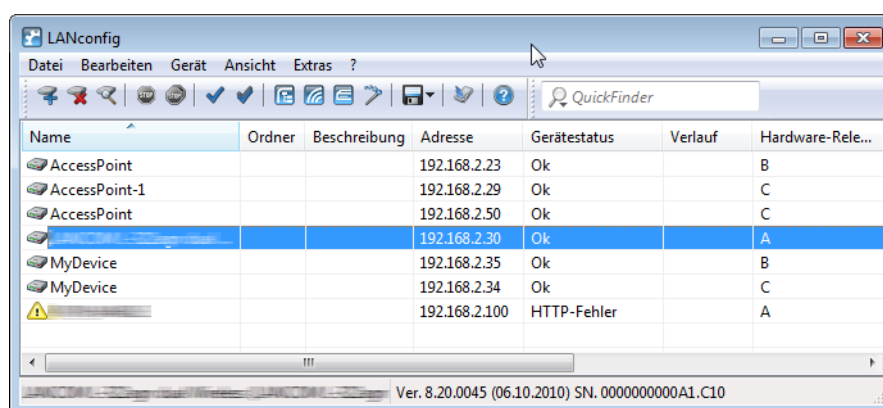 LANconfig
Datei Bearbeiten Gerät Ansicht Extras ?
QuickFinder
Name Ordner Beschreibung Adresse Gerätestatus Verlauf Hardware-Rele...
AccessPoint 192.168.2.23 Ok B
AccessPoint-1 192.168.2.29 Ok C
AccessPoint 192.168.2.50 Ok C
192.168.2.30 Ok A
MyDevice 192.168.2.35 Ok B
MyDevice 192.168.2.34 Ok C
192.168.2.100 HTTP-Fehler A
Ver. 8.20.0045 (06.10.2010) SN. 0000000000A1.C10